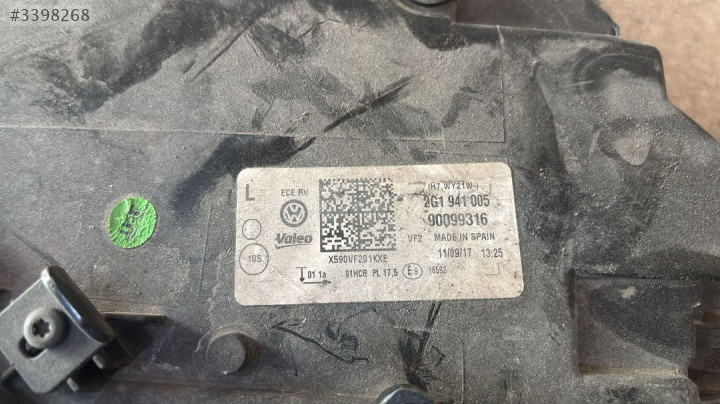 #3398268
L
ECE RV
(H7,WY21W-)
2G1 941 005
90099316
Valeo
VF2 MADE IN SPAIN
10S
X590VF201KXE
11/09/17 13:25
01 1a 01HCR PL 17,5 E9 16592